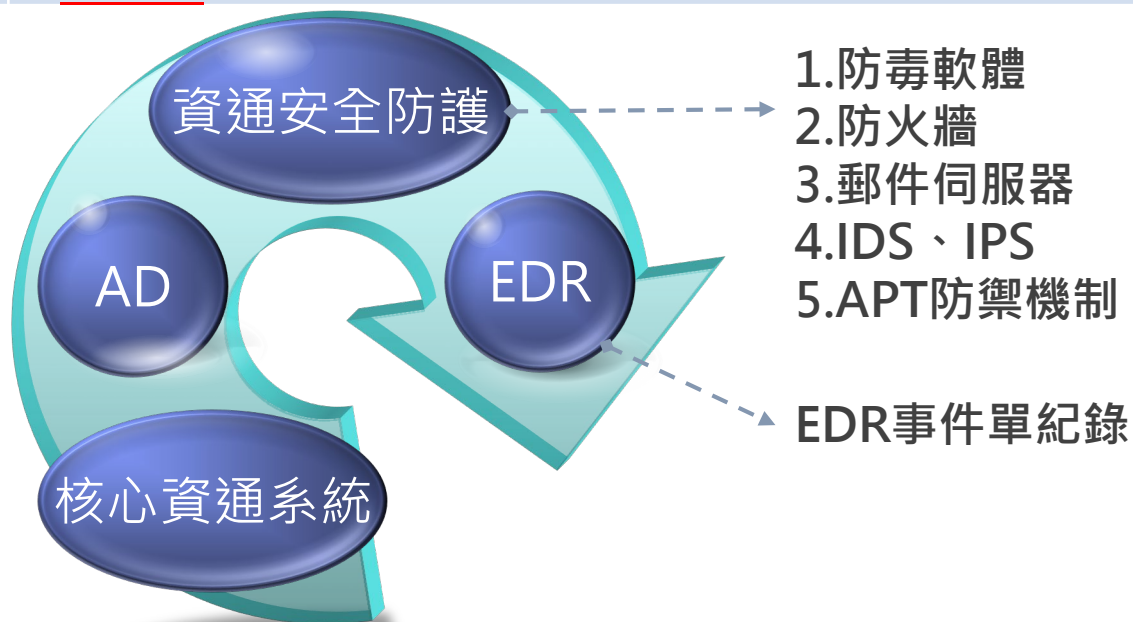 資通安全防護
AD
EDR
核心資通系統
1.防毒軟體
2.防火牆
3.郵件伺服器
4.IDS、IPS
5.APT防禦機制
EDR事件單紀錄